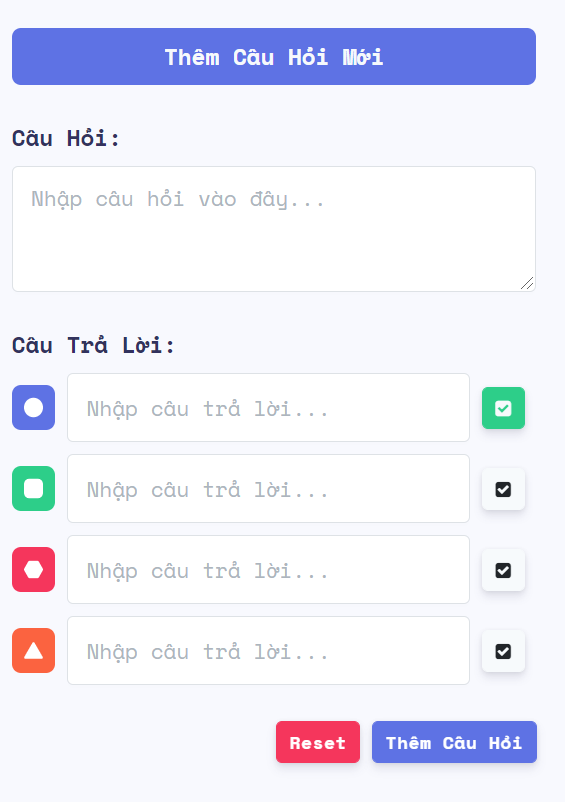 Thêm Câu Hỏi Mới
Câu Hỏi:
Nhập câu hỏi vào đây...
Câu Trả Lời:
Nhập câu trả lời...
Nhập câu trả lời...
Nhập câu trả lời...
Nhập câu trả lời...
Reset
Thêm Câu Hỏi